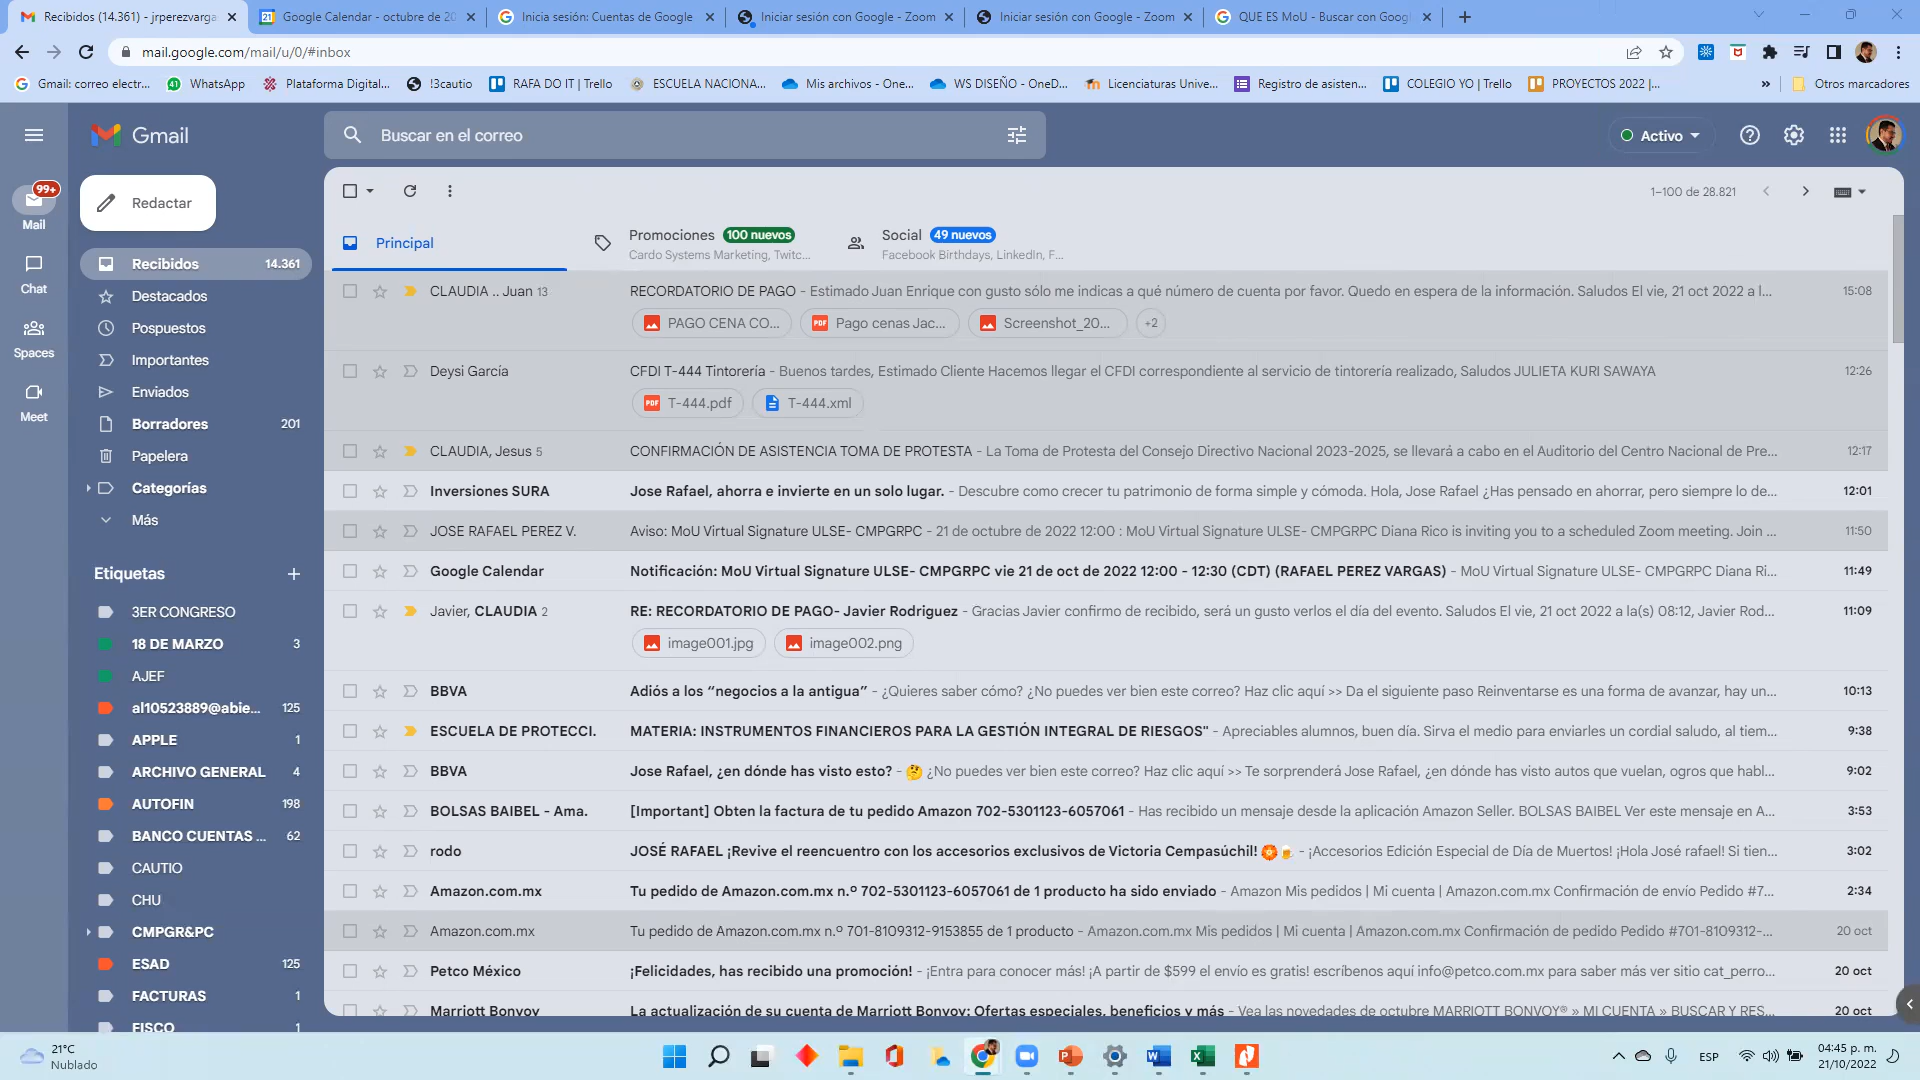 Recibidos (14.361) - jrperezvarga
Google Calendar - octubre de 20
Inicia sesión: Cuentas de Google
Iniciar sesión con Google - Zoom
Iniciar sesión con Google - Zoom
QUE ES MoU - Buscar con Googl
mail.google.com/mail/u/0/#inbox
Gmail: correo electr...
WhatsApp
Plataforma Digital...
!3cautio
RAFA DO IT | Trello
ESCUELA NACIONA...
Mis archivos - One...
WS DISEÑO - OneD...
Licenciaturas Unive...
Registro de asisten...
COLEGIO YO | Trello
PROYECTOS 2022 |...
»
Otros marcadores
Gmail
Buscar en el correo
Activo
99+
Mail
Chat
Spaces
Meet
Redactar
Recibidos 14.361
Destacados
Pospuestos
Importantes
Enviados
Borradores 201
Papelera
Categorías
Más
Etiquetas
3ER CONGRESO
18 DE MARZO 3
AJEF
al10523889@abie... 125
APPLE 1
ARCHIVO GENERAL 4
AUTOFIN 198
BANCO CUENTAS ... 62
CAUTIO
CHU
CMPGR&PC
ESAD 125
FACTURAS 1
FISCO 1
1–100 de 28.821
Principal
Promociones 100 nuevos
Cardo Systems Marketing, Twitc...
Social 49 nuevos
Facebook Birthdays, LinkedIn, F...
CLAUDIA .. Juan 13 RECORDATORIO DE PAGO - Estimado Juan Enrique con gusto sólo me indicas a qué número de cuenta por favor. Quedo en espera de la información. Saludos El vie, 21 oct 2022 a l... 15:08
PAGO CENA CO... PDF Pago cenas Jac... Screenshot_20... +2
Deysi García CFDI T-444 Tintorería - Buenos tardes, Estimado Cliente Hacemos llegar el CFDI correspondiente al servicio de tintorería realizado, Saludos JULIETA KURI SAWAYA 12:26
PDF T-444.pdf T-444.xml
CLAUDIA, Jesus 5 CONFIRMACIÓN DE ASISTENCIA TOMA DE PROTESTA - La Toma de Protesta del Consejo Directivo Nacional 2023-2025, se llevará a cabo en el Auditorio del Centro Nacional de Pre... 12:17
Inversiones SURA Jose Rafael, ahorra e invierte en un solo lugar. - Descubre como crecer tu patrimonio de forma simple y cómoda. Hola, Jose Rafael ¿Has pensado en ahorrar, pero siempre lo de... 12:01
JOSE RAFAEL PEREZ V. Aviso: MoU Virtual Signature ULSE- CMPGRPC - 21 de octubre de 2022 12:00 : MoU Virtual Signature ULSE- CMPGRPC Diana Rico is inviting you to a scheduled Zoom meeting. Join ... 11:50
Google Calendar Notificación: MoU Virtual Signature ULSE- CMPGRPC vie 21 de oct de 2022 12:00 - 12:30 (CDT) (RAFAEL PEREZ VARGAS) - MoU Virtual Signature ULSE- CMPGRPC Diana Ri... 11:49
Javier, CLAUDIA 2 RE: RECORDATORIO DE PAGO- Javier Rodriguez - Gracias Javier confirmo de recibido, será un gusto verlos el día del evento. Saludos El vie, 21 oct 2022 a la(s) 08:12, Javier Rod... 11:09
image001.jpg image002.png
BBVA Adiós a los “negocios a la antigua” - ¿Quieres saber cómo? ¿No puedes ver bien este correo? Haz clic aquí >> Da el siguiente paso Reinventarse es una forma de avanzar, hay un... 10:13
ESCUELA DE PROTECCI. MATERIA: INSTRUMENTOS FINANCIEROS PARA LA GESTIÓN INTEGRAL DE RIESGOS" - Apreciables alumnos, buen día. Sirva el medio para enviarles un cordial saludo, al tiem... 9:38
BBVA Jose Rafael, ¿en dónde has visto esto? - 🤔 ¿No puedes ver bien este correo? Haz clic aquí >> Te sorprenderá Jose Rafael, ¿en dónde has visto autos que vuelan, ogros que habl... 9:02
BOLSAS BAIBEL - Ama. [Important] Obten la factura de tu pedido Amazon 702-5301123-6057061 - Has recibido un mensaje desde la aplicación Amazon Seller. BOLSAS BAIBEL Ver este mensaje en A... 3:53
rodo JOSÉ RAFAEL ¡Revive el reencuentro con los accesorios exclusivos de Victoria Cempasúchil! 🏵️🍺 - ¡Accesorios Edición Especial de Día de Muertos! ¡Hola José rafael! Si tien... 3:02
Amazon.com.mx Tu pedido de Amazon.com.mx n.º 702-5301123-6057061 de 1 producto ha sido enviado - Amazon Mis pedidos | Mi cuenta | Amazon.com.mx Confirmación de envío Pedido #7... 2:34
Amazon.com.mx Tu pedido de Amazon.com.mx n.º 701-8109312-9153855 de 1 producto - Amazon.com.mx Mis pedidos | Mi cuenta | Amazon.com.mx Confirmación de pedido Pedido #701-8109312-... 20 oct
Petco México ¡Felicidades, has recibido una promoción! - ¡Entra para conocer más! ¡A partir de $599 el envío es gratis! escríbenos aquí info@petco.com.mx para saber más ver sitio cat_perro... 20 oct
Marriott Bonvoy La actualización de su cuenta de Marriott Bonvoy: Ofertas especiales, beneficios y más - Vea las novedades de octubre MARRIOTT BONVOY® » MI CUENTA » BUSCAR Y RES... 20 oct
21°C
Nublado
ESP
04:45 p. m.
21/10/2022